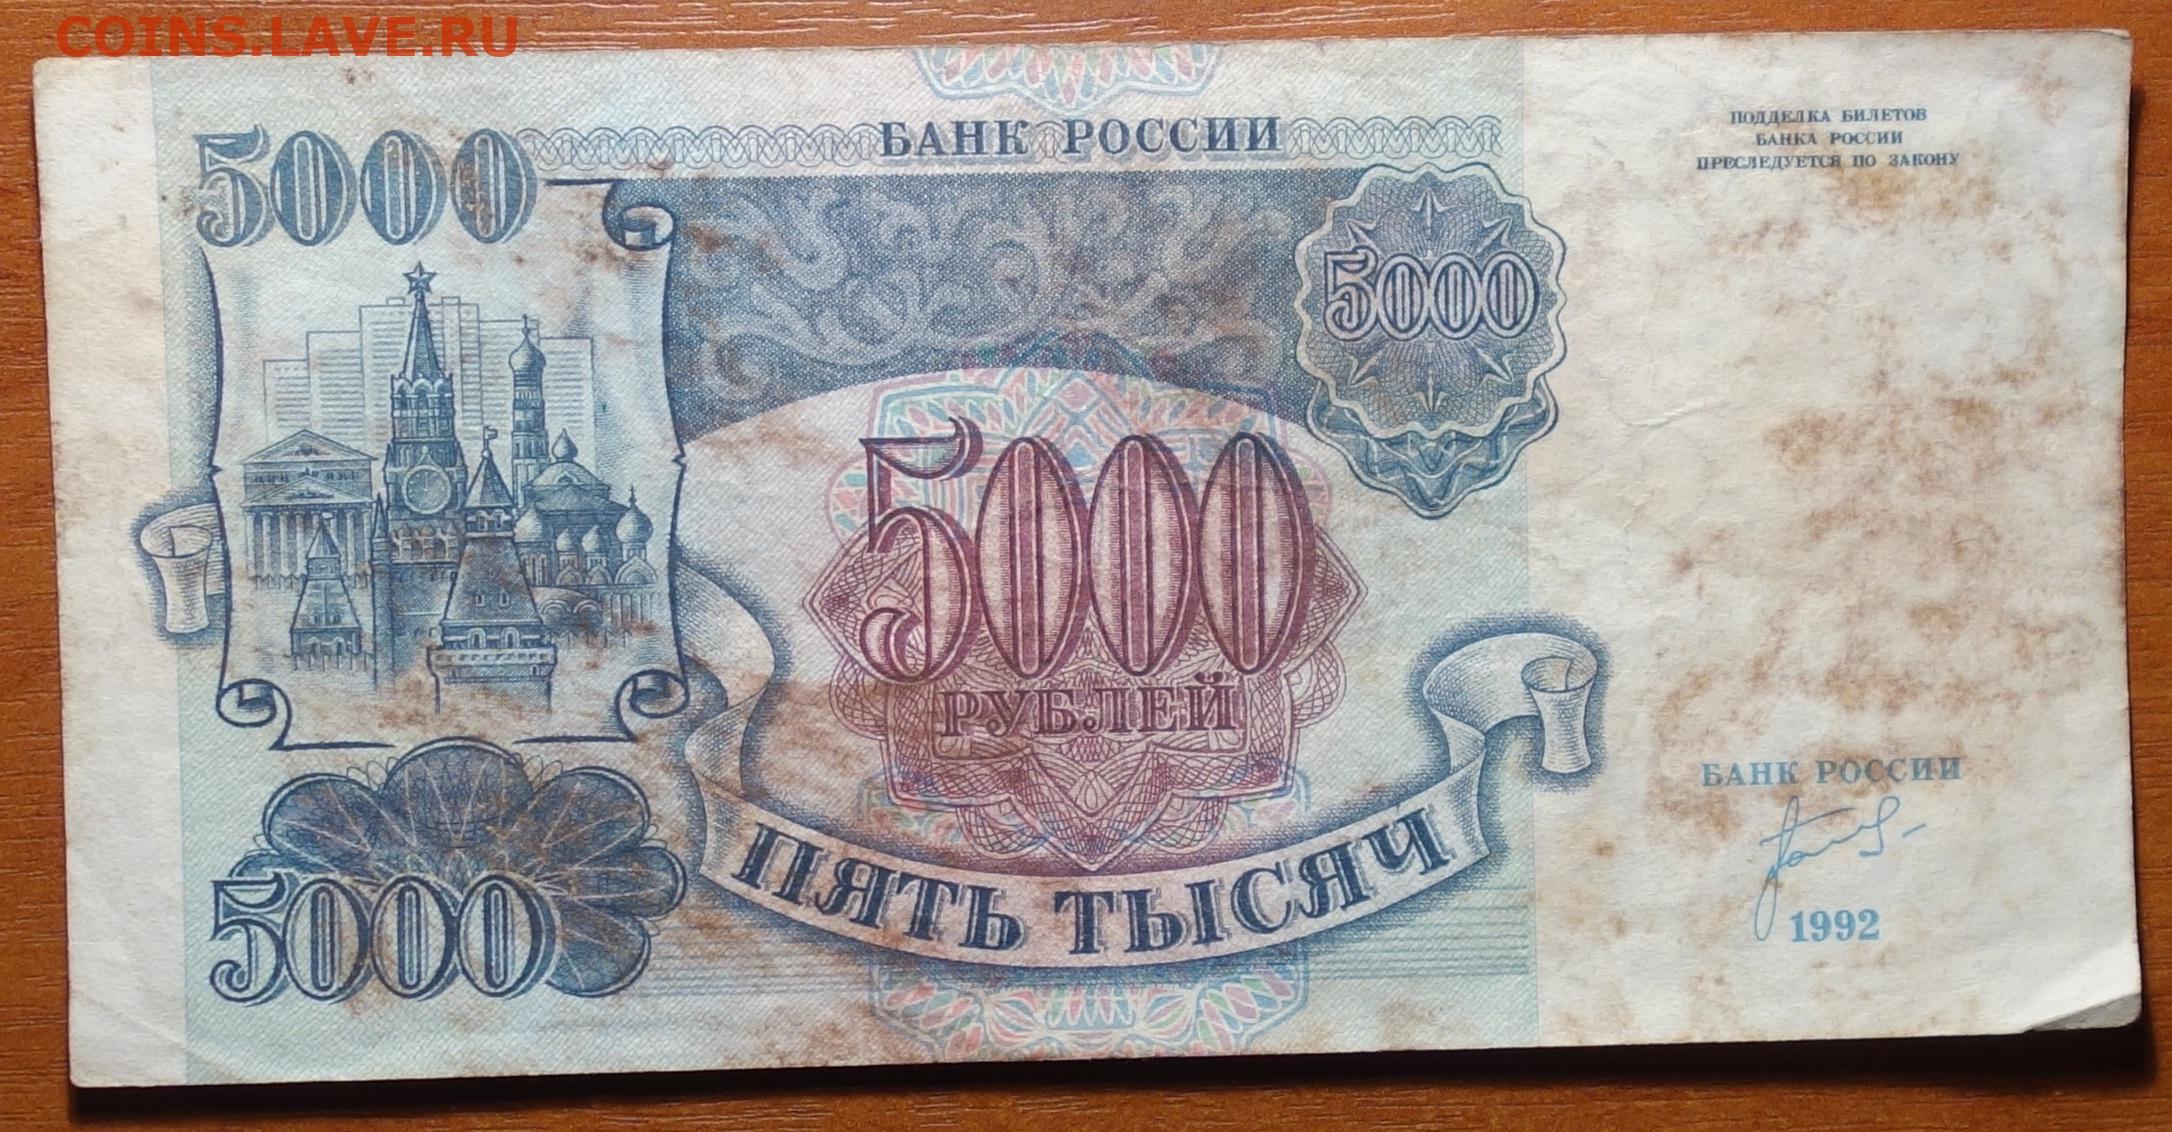 COINS.LAVE.RU
БАНК РОССИИ
5000
ПОДДЕЛКА БИЛЕТОВ
БАНКА РОССИИ
ПРЕСЛЕДУЕТСЯ ПО ЗАКОНУ
5000
5000
РУБЛЕЙ
ПЯТЬ ТЫСЯЧ
5000
БАНК РОССИИ
1992